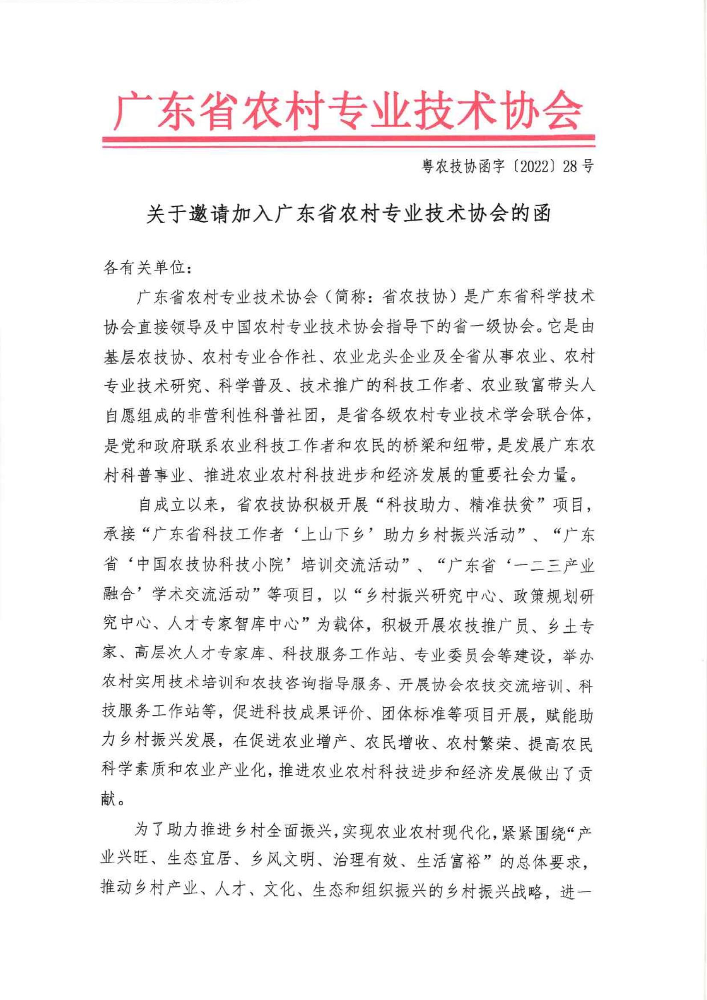 广东省农村专业技术协会
粤农技协函字〔2022〕28号
关于邀请加入广东省农村专业技术协会的函
各有关单位：
广东省农村专业技术协会（简称：省农技协）是广东省科学技术
协会直接领导及中国农村专业技术协会指导下的省一级协会。它是由
基层农技协、农村专业合作社、农业龙头企业及全省从事农业、农村
专业技术研究、科学普及、技术推广的科技工作者、农业致富带头人
自愿组成的非营利性科普社团，是省各级农村专业技术学会联合体，
是党和政府联系农业科技工作者和农民的桥梁和纽带，是发展广东农
村科普事业、推进农业农村科技进步和经济发展的重要社会力量。
自成立以来，省农技协积极开展“科技助力、精准扶贫”项目，
承接“广东省科技工作者‘上山下乡’助力乡村振兴活动”、“广东
省‘中国农技协科技小院’培训交流活动”、“广东省‘一二三产业
融合’学术交流活动”等项目，以“乡村振兴研究中心、政策规划研
究中心、人才专家智库中心”为载体，积极开展农技推广员、乡土专
家、高层次人才专家库、科技服务工作站、专业委员会等建设，举办
农村实用技术培训和农技咨询指导服务、开展协会农技交流培训、科
技服务工作站等，促进科技成果评价、团体标准等项目开展，赋能助
力乡村振兴发展，在促进农业增产、农民增收、农村繁荣、提高农民
科学素质和农业产业化，推进农业农村科技进步和经济发展做出了贡
献。
为了助力推进乡村全面振兴，实现农业农村现代化，紧紧围绕“产
业兴旺、生态宜居、乡风文明、治理有效、生活富裕”的总体要求，
推动乡村产业、人才、文化、生态和组织振兴的乡村振兴战略，进一